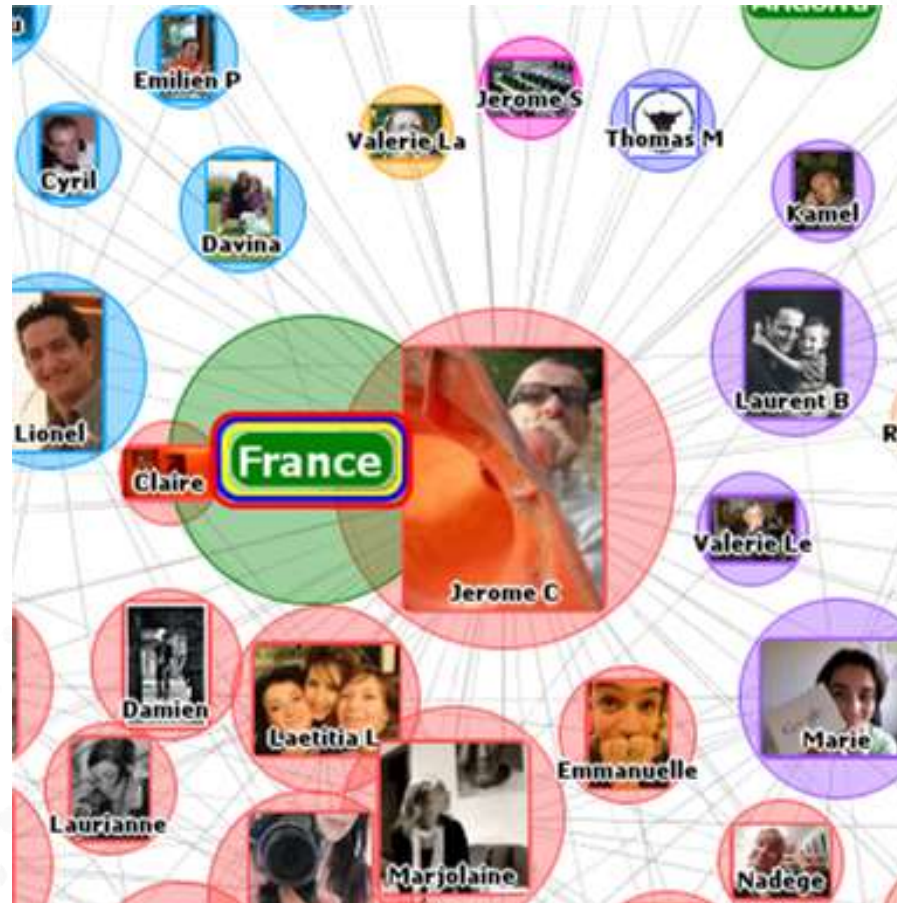 Andorra
Emilien P
Jerome S
Valerie La
Thomas M
Cyril
Kamel
Davina
Laurent B
Lionel
R
France
Claire
Valerie Le
Jerome C
Damien
Laetitia L
Marie
Emmanuelle
Laurianne
Marjolaine
Nadege